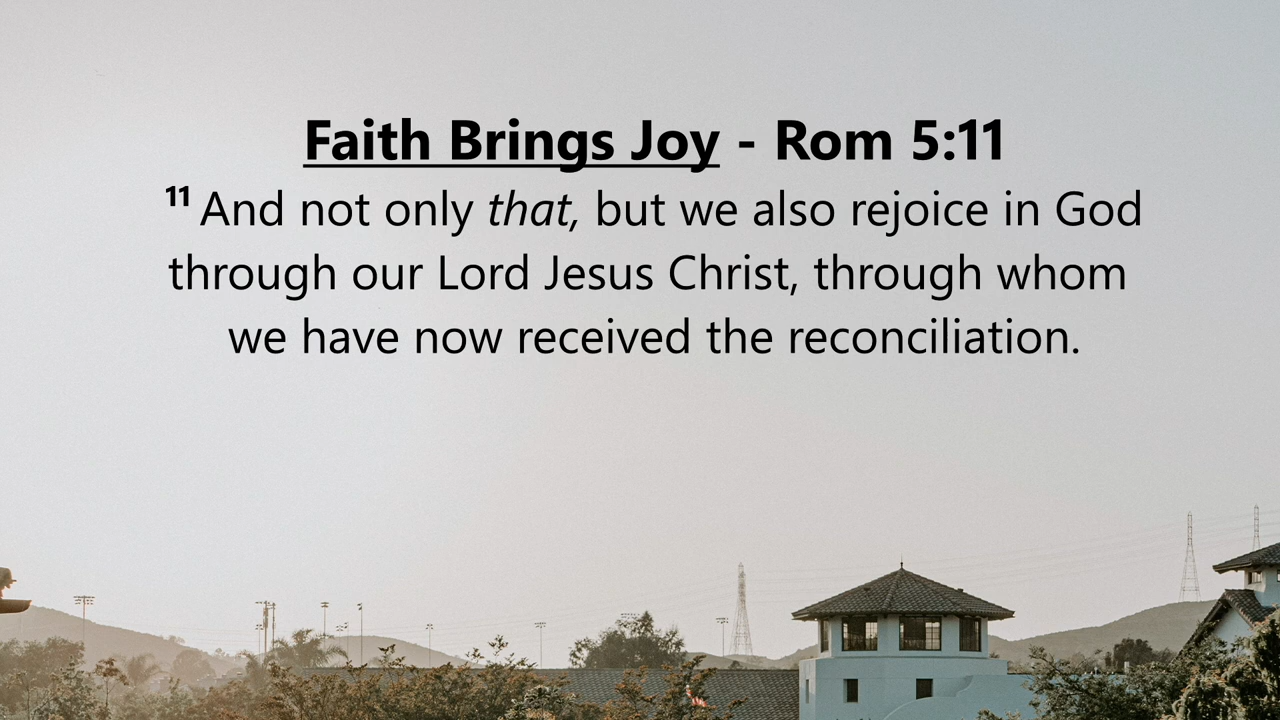 Faith Brings Joy - Rom 5:11
11 And not only that, but we also rejoice in God
through our Lord Jesus Christ, through whom
we have now received the reconciliation.